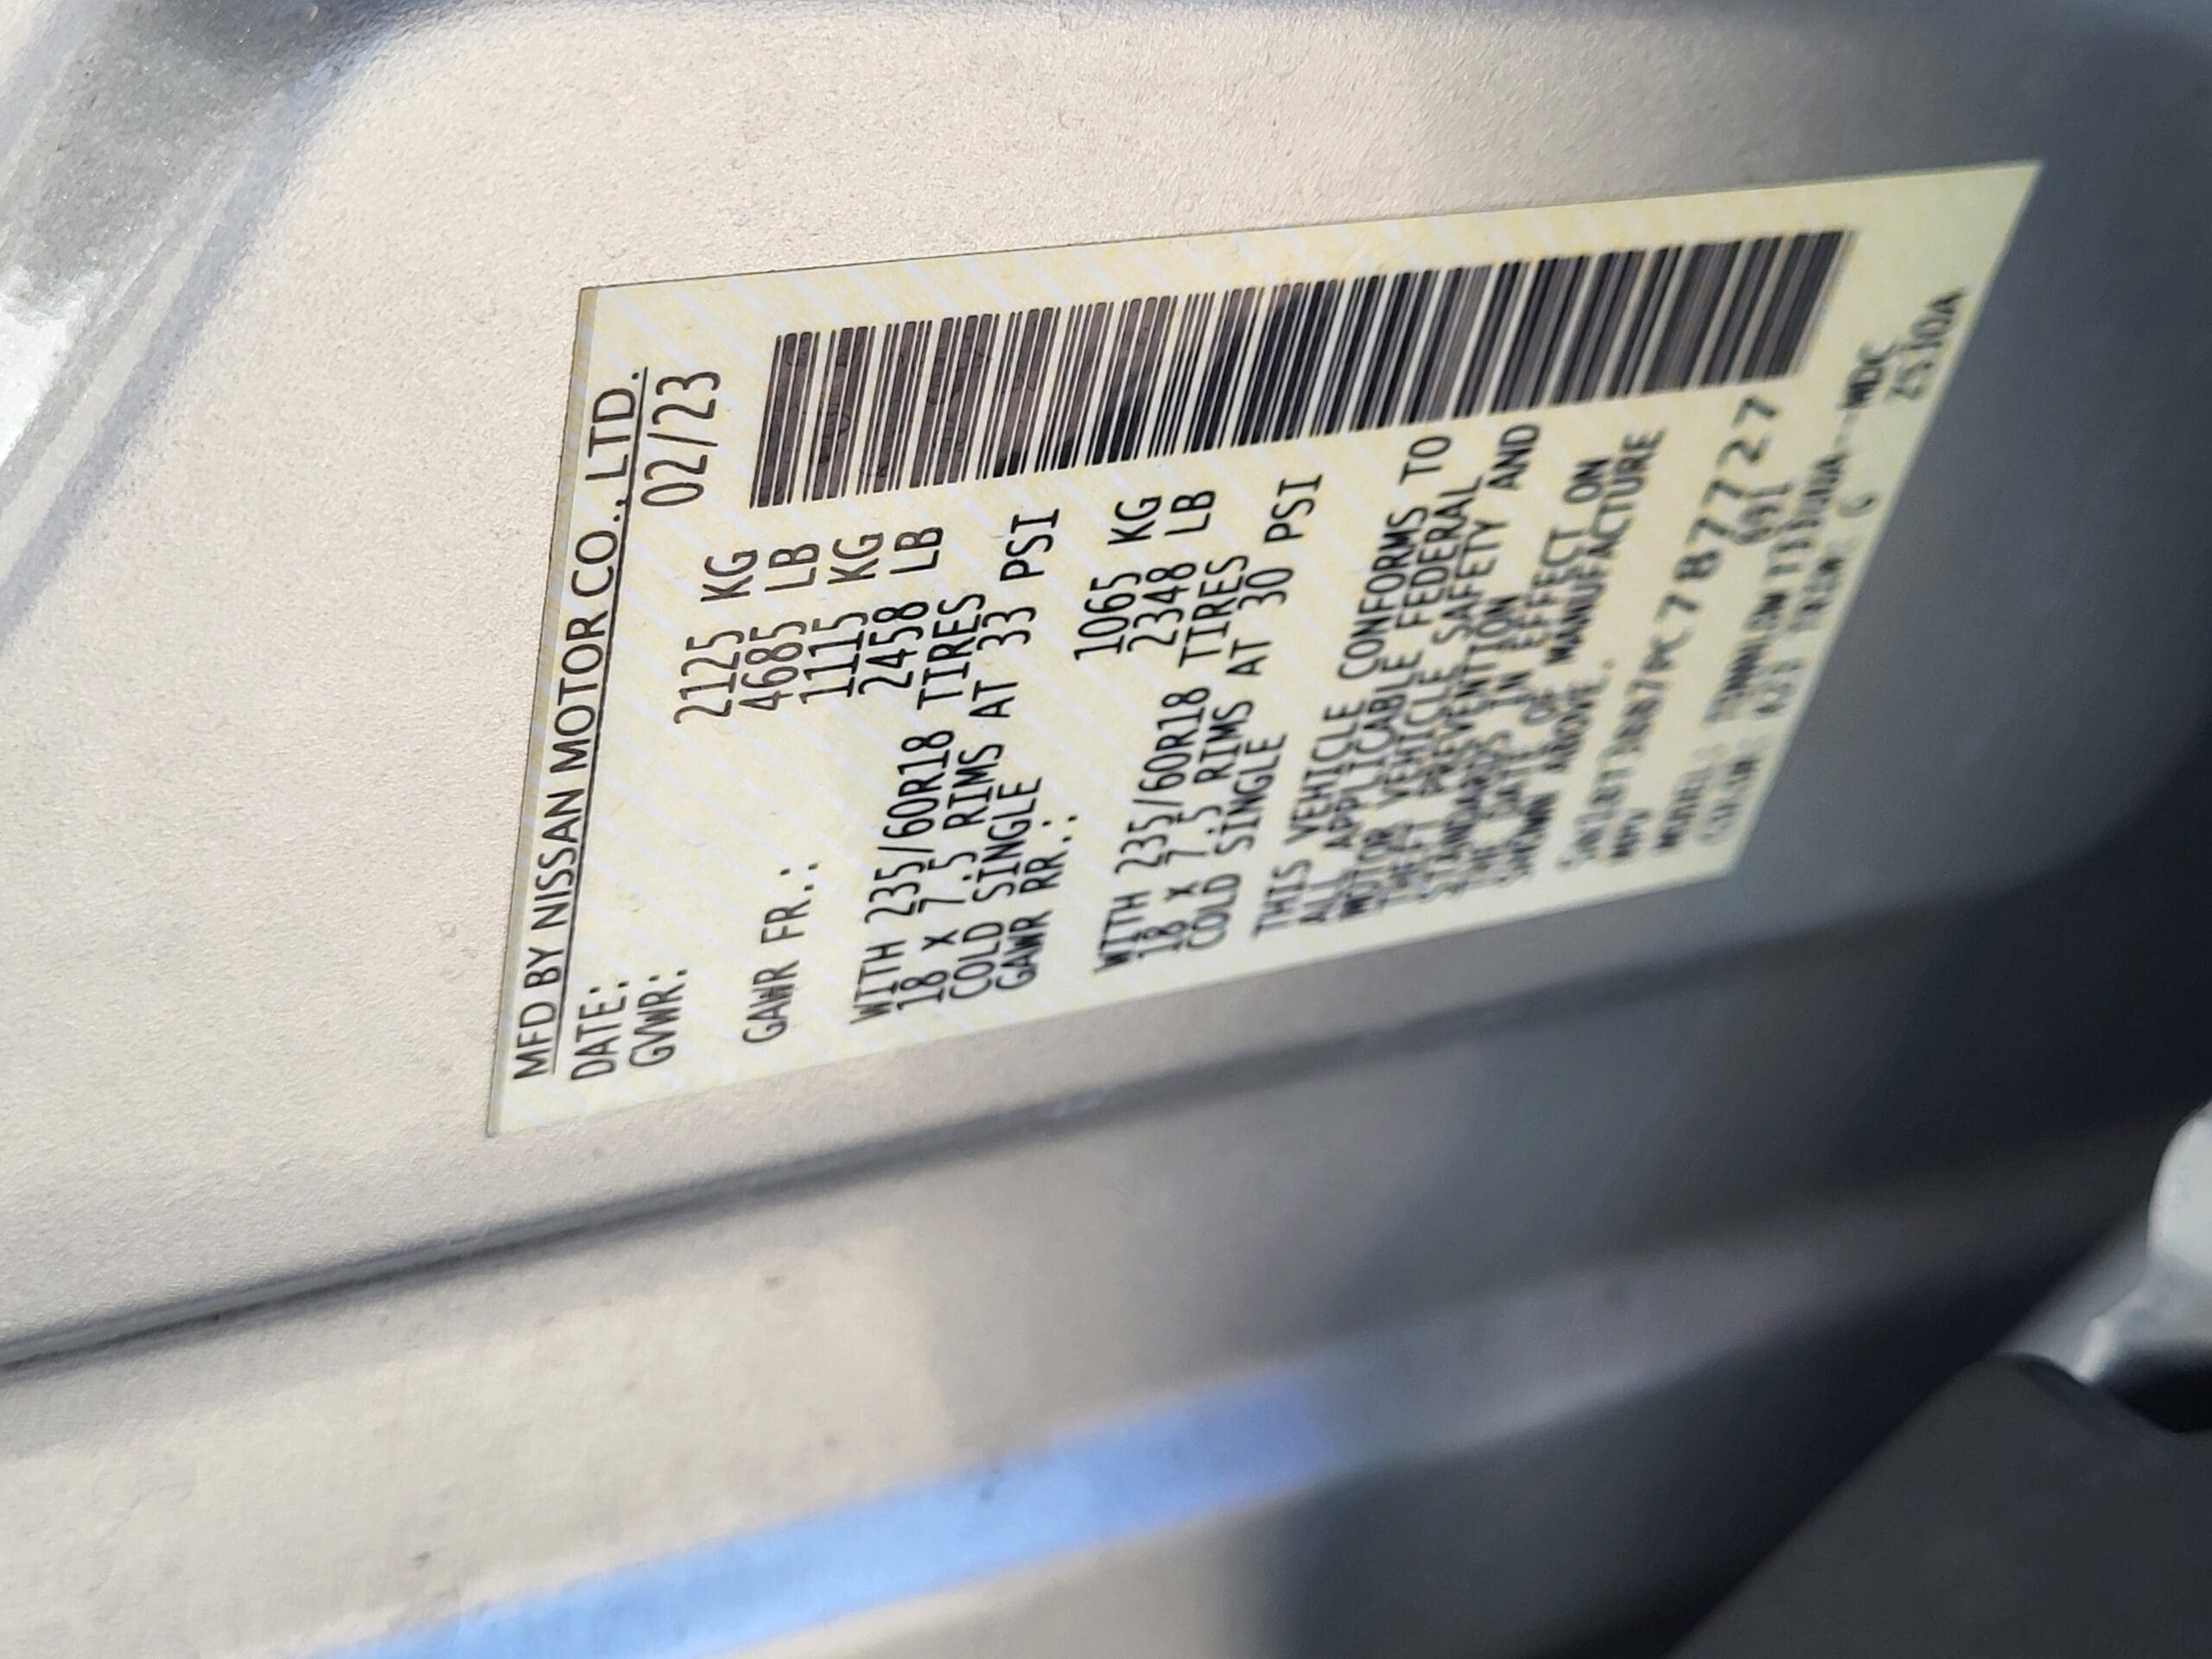 MFD BY NISSAN MOTOR CO., LTD.
DATE: 02/23
GVWR: 2125 KG
4685 LB
GAWR FR.: 1115 KG
2458 LB
WITH 235/60R18 TIRES
18 x 7.5 RIMS AT
COLD SINGLE 33 PSI
GAWR RR.: 1065 KG
2348 LB
WITH 235/60R18 TIRES
18 x 7.5 RIMS AT
COLD SINGLE 30 PSI
THIS VEHICLE CONFORMS TO
ALL APPLICABLE FEDERAL
MOTOR VEHICLE SAFETY AND
THEFT PREVENTION
STANDARDS IN EFFECT ON
THE DATE OF MANUFACTURE
SHOWN ABOVE.
MPV
MODEL: